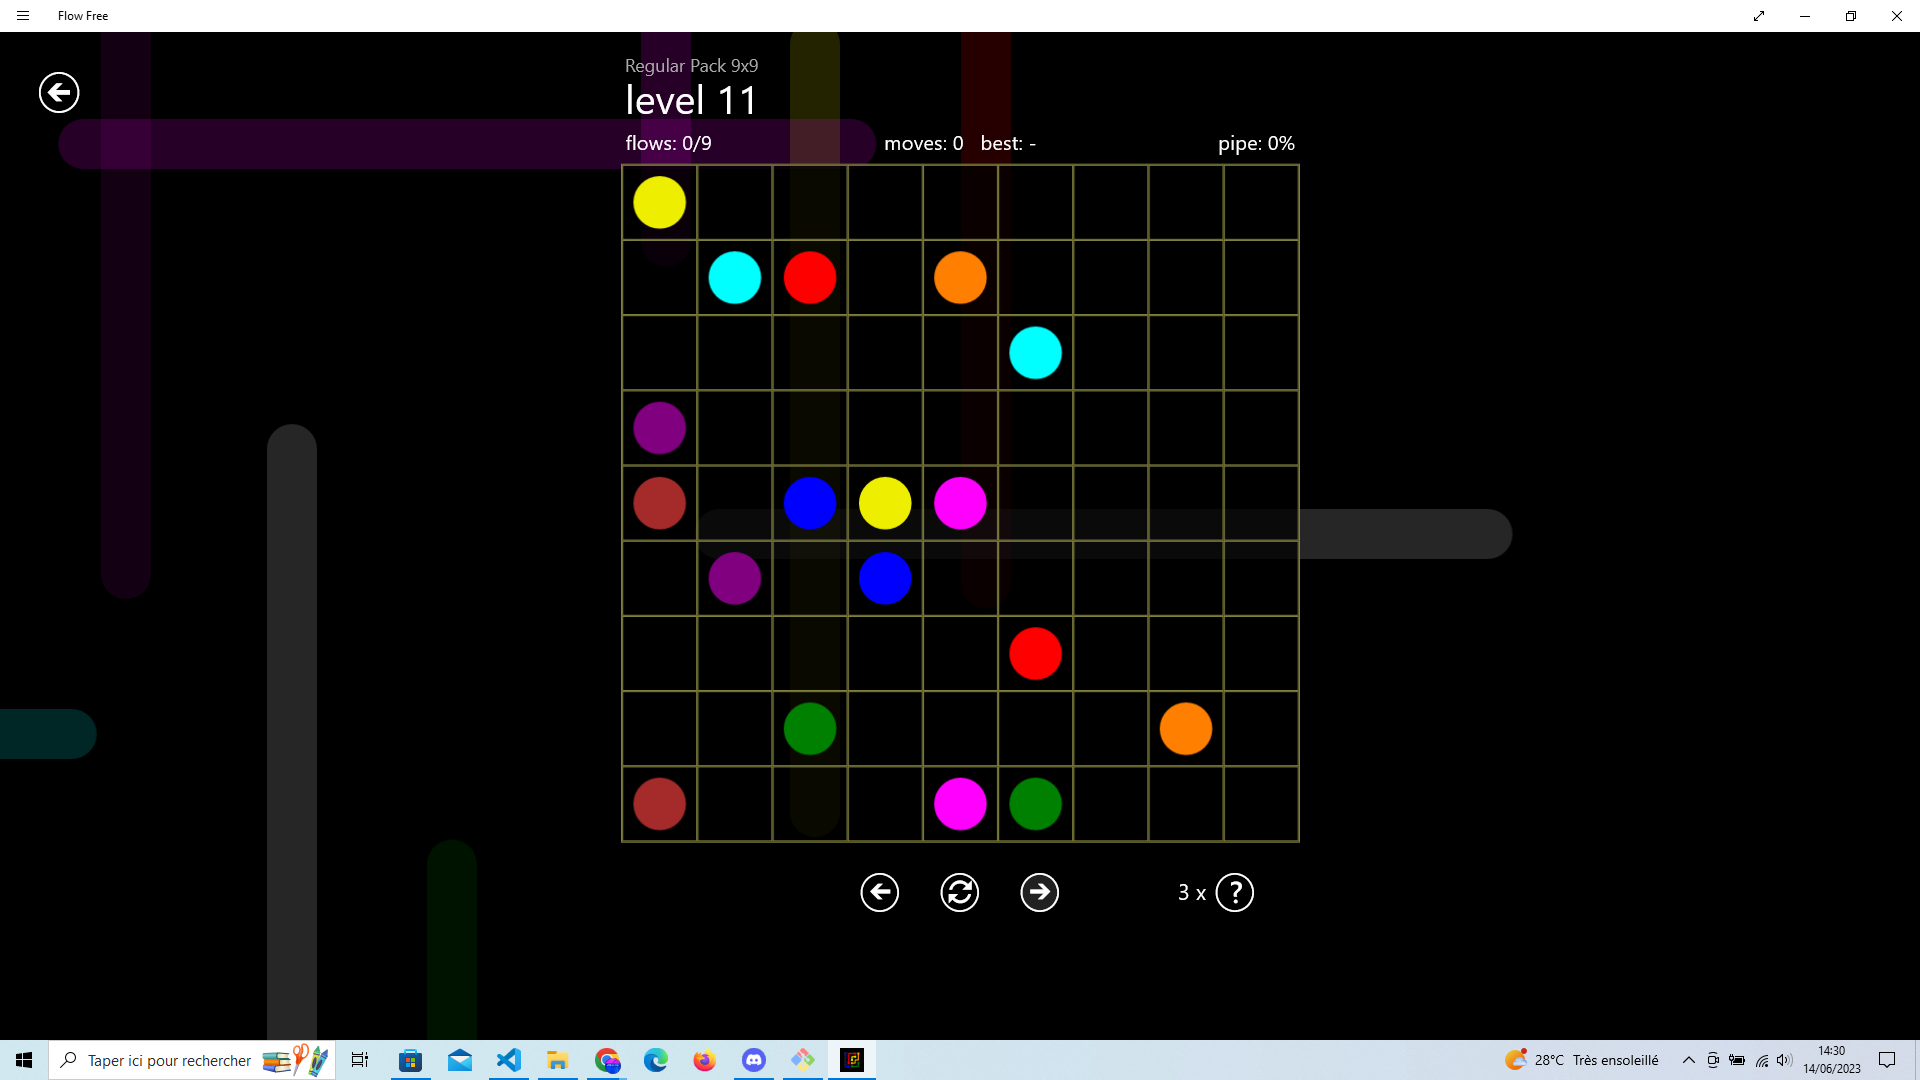 Flow Free
Regular Pack 9x9
level 11
flows: 0/9 moves: 0 best: - pipe: 0%
3 x ?
Taper ici pour rechercher
28°C Très ensoleillé
14:30
14/06/2023